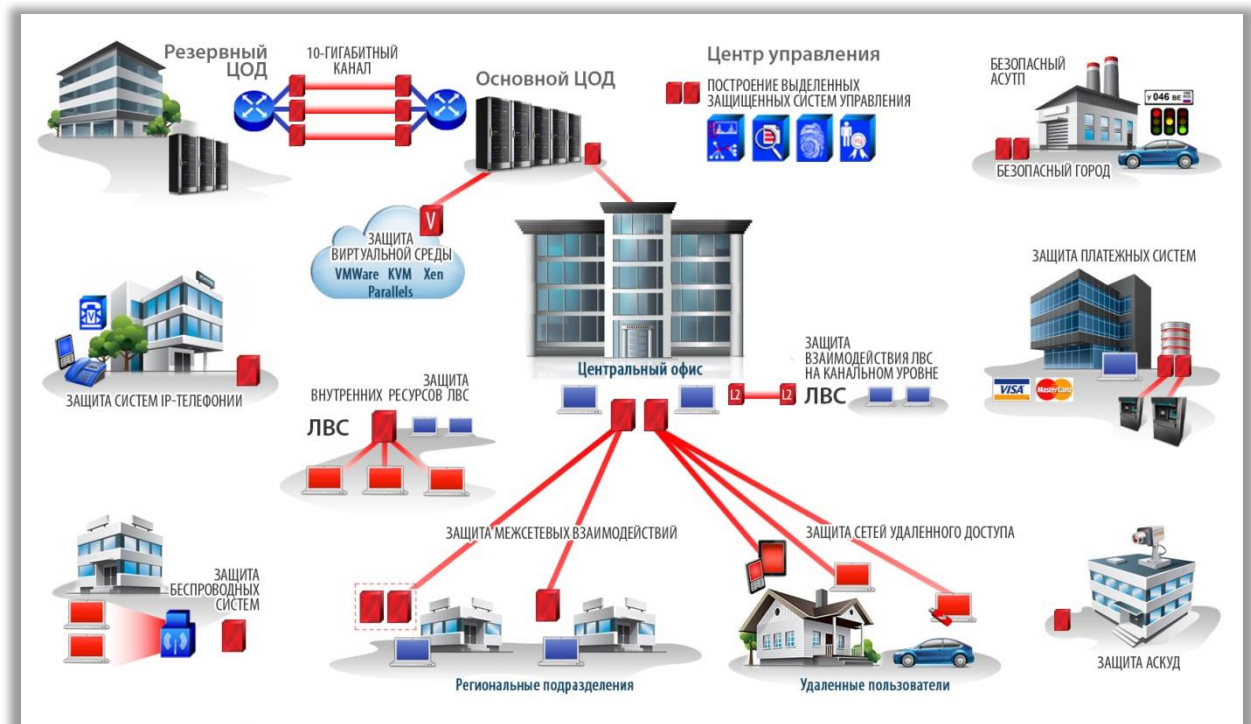 Резервный
ЦОД
10-ГИГАБИТНЫЙ
КАНАЛ
Основной ЦОД
Центр управления
ПОСТРОЕНИЕ ВЫДЕЛЕННЫХ
ЗАЩИЩЕННЫХ СИСТЕМ УПРАВЛЕНИЯ
БЕЗОПАСНЫЙ
АСУТП
У 046 ВЕ
БЕЗОПАСНЫЙ ГОРОД
V
ЗАЩИТА
ВИРТУАЛЬНОЙ СРЕДЫ
VMWare KVM Xen
Parallels
V
ЗАЩИТА СИСТЕМ IP-ТЕЛЕФОНИИ
Центральный офис
ЗАЩИТА
ВЗАИМОДЕЙСТВИЯ ЛВС
НА КАНАЛЬНОМ УРОВНЕ
L2
L2
ЛВС
ЗАЩИТА ПЛАТЕЖНЫХ СИСТЕМ
VISA
MasterCard
ЗАЩИТА
ВНУТРЕННИХ РЕСУРСОВ ЛВС
ЛВС
ЗАЩИТА МЕЖСЕТЕВЫХ ВЗАИМОДЕЙСТВИЙ
ЗАЩИТА СЕТЕЙ УДАЛЕННОГО ДОСТУПА
ЗАЩИТА
БЕСПРОВОДНЫХ
СИСТЕМ
Региональные подразделения
Удаленные пользователи
ЗАЩИТА АСКУД